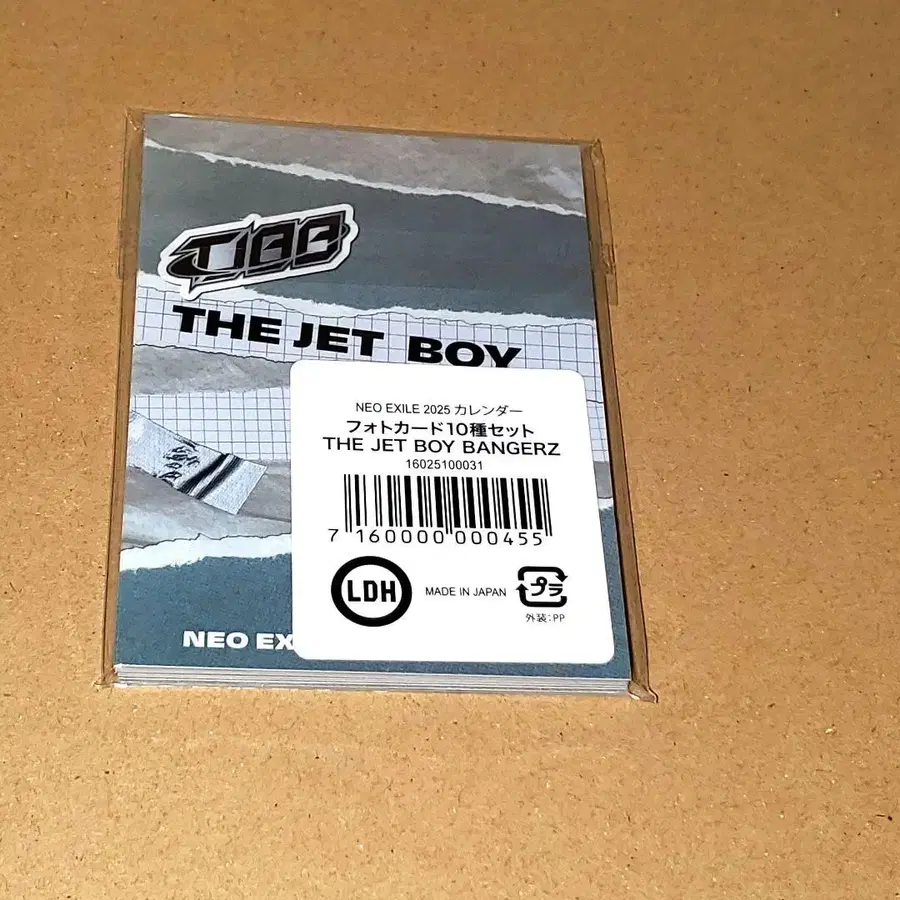 TJBB
THE JET BOY
NEO EXILE 2025 カレンダー
フォトカード10種セット
THE JET BOY BANGERZ
16025100031
7 160000 000455
LDH
MADE IN JAPAN
プラ
外装:PP
NEO EX